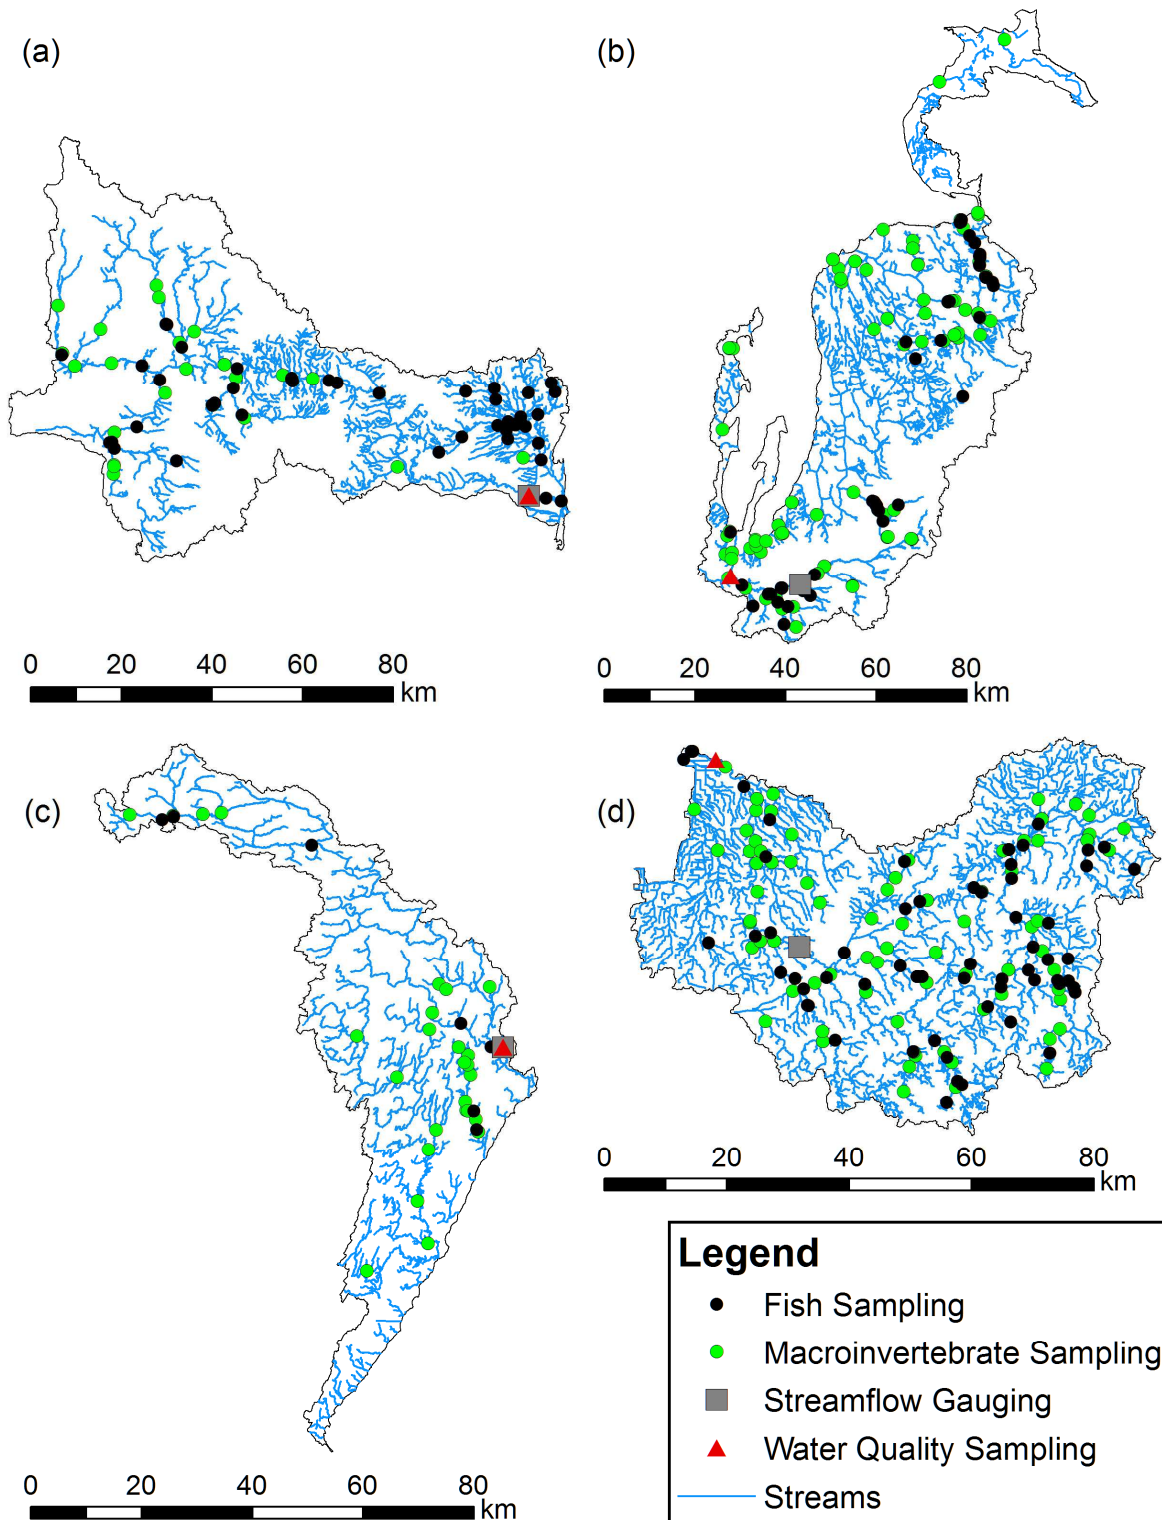 (a)
(b)
0 20 40 60 80
km
0 20 40 60 80
km
(c)
(d)
0 20 40 60 80
km
0 20 40 60 80
km
Legend
Fish Sampling
Macroinvertebrate Sampling
Streamflow Gauging
Water Quality Sampling
Streams